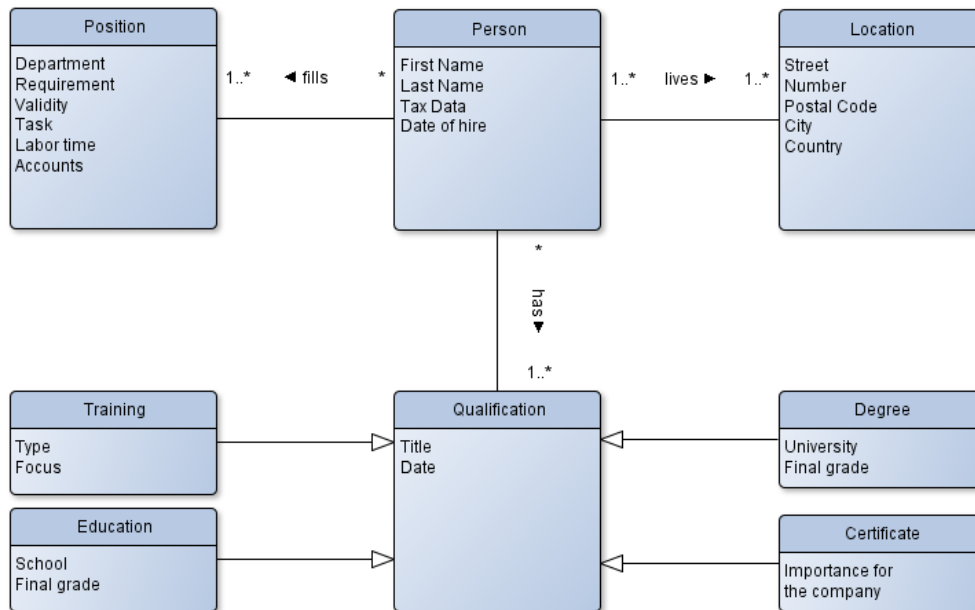 Position
Department
Requirement
Validity
Task
Labor time
Accounts
1..* ◄ fills *
Person
First Name
Last Name
Tax Data
Date of hire
1..* lives ► 1..*
Location
Street
Number
Postal Code
City
Country
*
has ►
1..*
Training
Type
Focus
Qualification
Title
Date
Degree
University
Final grade
Education
School
Final grade
Certificate
Importance for
the company